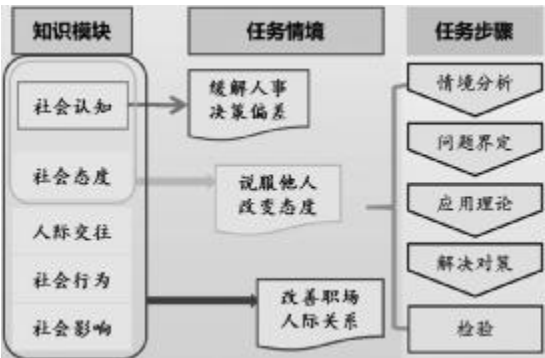 知识模块
任务情境
任务步骤
社会认知
社会态度
人际交往
社会行为
社会影响
缓解人事
决策偏差
说服他人
改变态度
改善职场
人际关系
情境分析
问题界定
应用理论
解决对策
检验